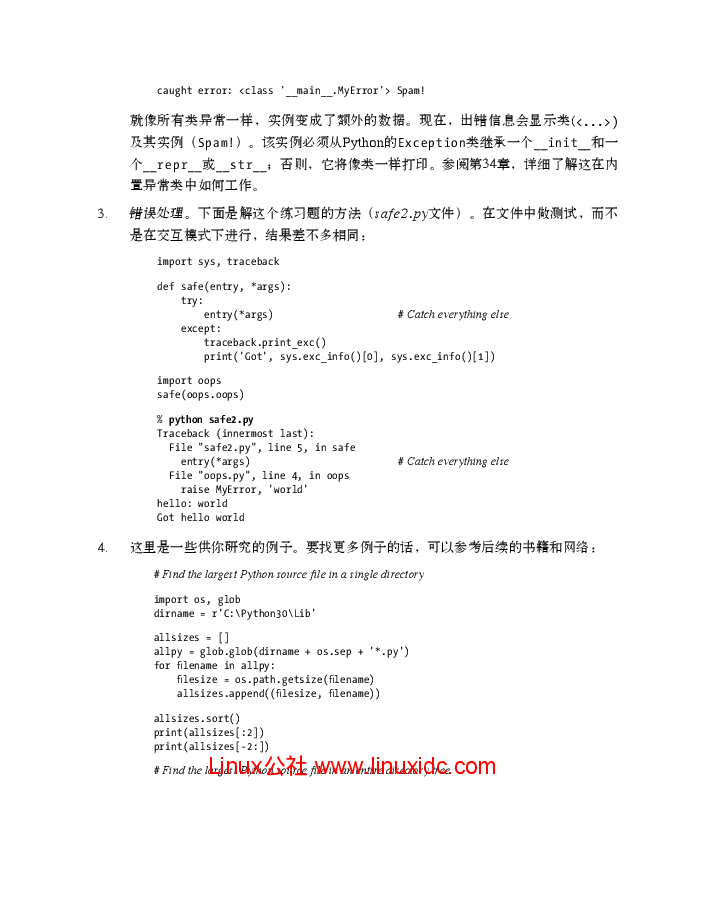 caught error: <class '__main__.MyError'> Spam!
就像所有类异常一样，实例变成了额外的数据。现在，出错信息会显示类(<...>)
及其实例（Spam!）。该实例必须从Python的Exception类继承一个__init__和一
个__repr__或__str__；否则，它将像类一样打印。参阅第34章，详细了解这在内
置异常类中如何工作。
3. 错误处理。下面是解这个练习题的方法（safe2.py文件）。在文件中做测试，而不
是在交互模式下进行，结果差不多相同：
import sys, traceback
def safe(entry, *args):
    try:
        entry(*args)                     # Catch everything else
    except:
        traceback.print_exc()
        print('Got', sys.exc_info()[0], sys.exc_info()[1])
import oops
safe(oops.oops)
% python safe2.py
Traceback (innermost last):
  File "safe2.py", line 5, in safe
    entry(*args)                         # Catch everything else
  File "oops.py", line 4, in oops
    raise MyError, 'world'
hello: world
Got hello world
4. 这里是一些供你研究的例子。要找更多例子的话，可以参考后续的书籍和网络：
# Find the largest Python source file in a single directory
import os, glob
dirname = r'C:\Python30\Lib'
allsizes = []
allpy = glob.glob(dirname + os.sep + '*.py')
for filename in allpy:
    filesize = os.path.getsize(filename)
    allsizes.append((filesize, filename))
allsizes.sort()
print(allsizes[:2])
print(allsizes[-2:])
# Find the largest Python source file in an entire directory tree
Linux公社 www.linuxidc.com